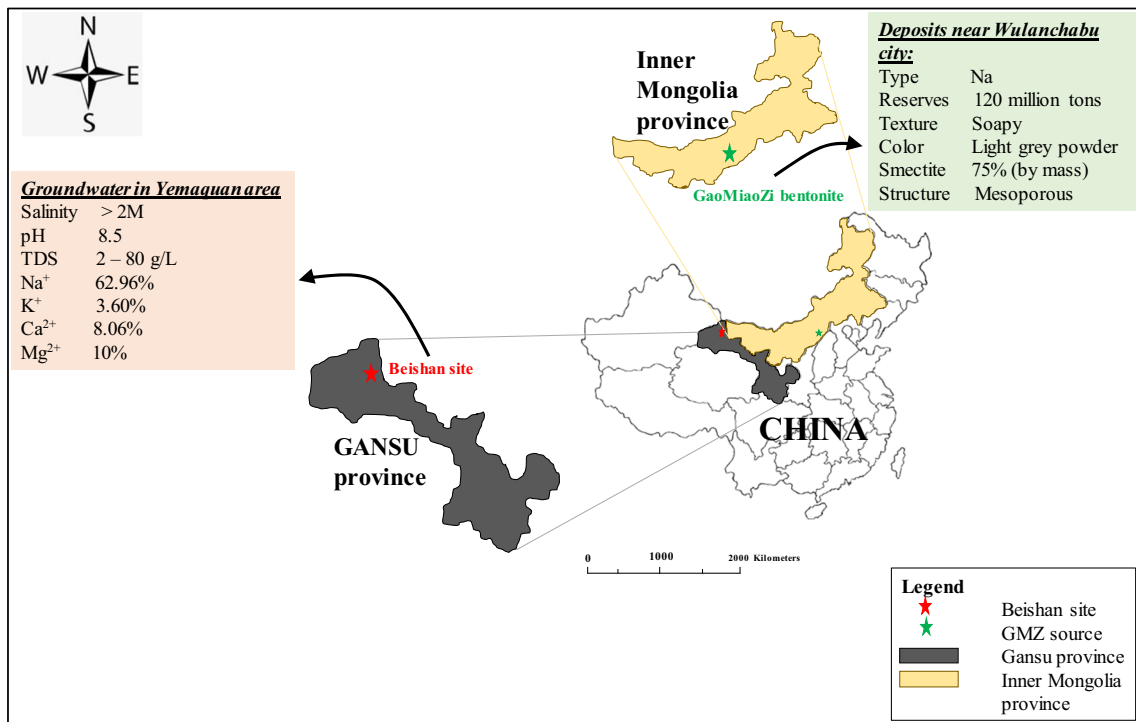 N
W E
S
Inner
Mongolia
province
Deposits near Wulanchabu
city:
Type Na
Reserves 120 million tons
Texture Soapy
Color Light grey powder
Smectite 75% (by mass)
Structure Mesoporous
GaoMiaoZi bentonite
Groundwater in Yemaquan area
Salinity > 2M
pH 8.5
TDS 2 – 80 g/L
Na⁺ 62.96%
K⁺ 3.60%
Ca²⁺ 8.06%
Mg²⁺ 10%
Beishan site
GANSU
province
CHINA
0 1000 2000 Kilometers
Legend
Beishan site
GMZ source
Gansu province
Inner Mongolia
province